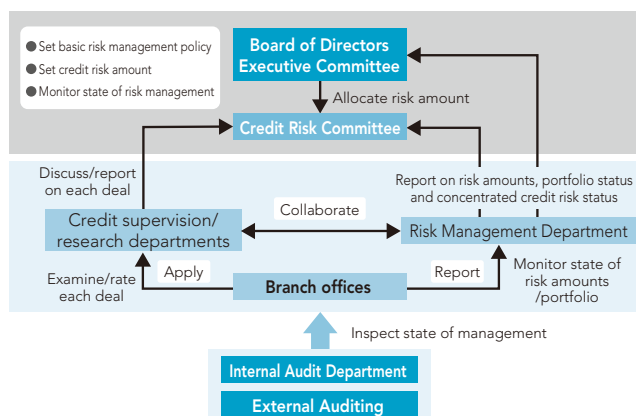 ● Set basic risk management policy
● Set credit risk amount
● Monitor state of risk management
Board of Directors
Executive Committee
Allocate risk amount
Credit Risk Committee
Discuss/report
on each deal
Report on risk amounts, portfolio status
and concentrated credit risk status
Credit supervision/
research departments
Collaborate
Risk Management Department
Examine/rate
each deal
Apply
Branch offices
Report
Monitor state of
risk amounts
/portfolio
Inspect state of management
Internal Audit Department
External Auditing